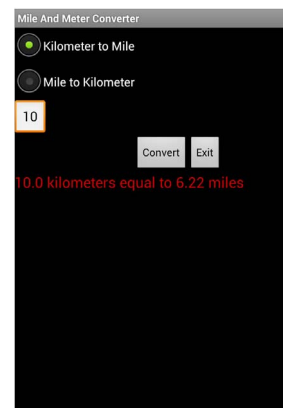 Mile And Meter Converter
Kilometer to Mile
Mile to Kilometer
10
Convert Exit
10.0 kilometers equal to 6.22 miles